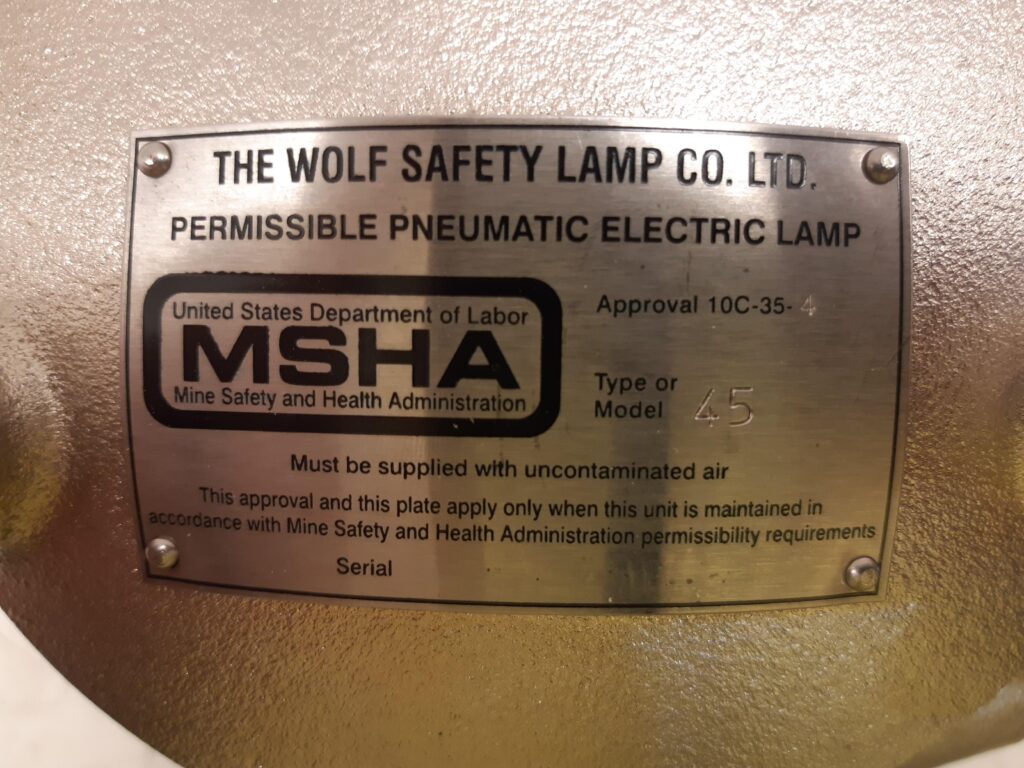 THE WOLF SAFETY LAMP CO. LTD.
PERMISSIBLE PNEUMATIC ELECTRIC LAMP
United States Department of Labor
MSHA
Mine Safety and Health Administration
Approval 10C-35-4
Type or
Model 45
Must be supplied with uncontaminated air
This approval and this plate apply only when this unit is maintained in
accordance with Mine Safety and Health Administration permissibility requirements
Serial